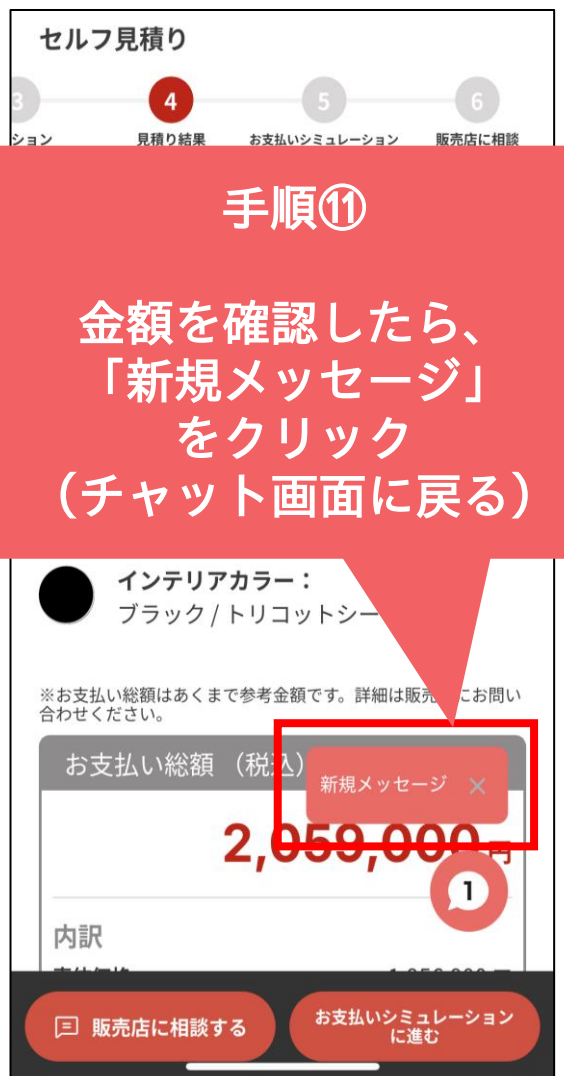 セルフ見積り
3 4 5 6
ション 見積り結果 お支払いシミュレーション 販売店に相談
手順⑪
金額を確認したら、
「新規メッセージ」
をクリック
（チャット画面に戻る）
インテリアカラー：
ブラック / トリコットシー
※お支払い総額はあくまで参考金額です。詳細は販売 にお問い
合わせください。
お支払い総額 （税込）
新規メッセージ ×
2,059,000 円
1
内訳
販売店に相談する
お支払いシミュレーション
に進む